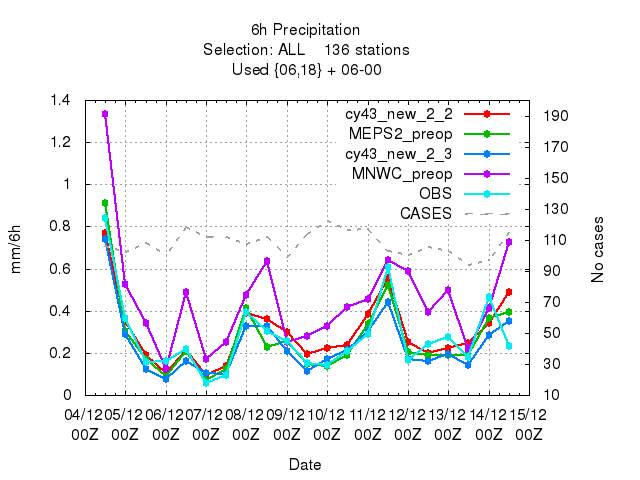 6h Precipitation
Selection: ALL    136 stations
Used {06,18} + 06-00
1.4
1.2
1
0.8
0.6
0.4
0.2
0
mm/6h
190
170
150
130
110
90
70
50
30
10
No cases
cy43_new_2_2
MEPS2_preop
cy43_new_2_3
MNWC_preop
OBS
CASES
04/12 05/12 06/12 07/12 08/12 09/12 10/12 11/12 12/12 13/12 14/12 15/12
00Z 00Z 00Z 00Z 00Z 00Z 00Z 00Z 00Z 00Z 00Z 00Z
Date